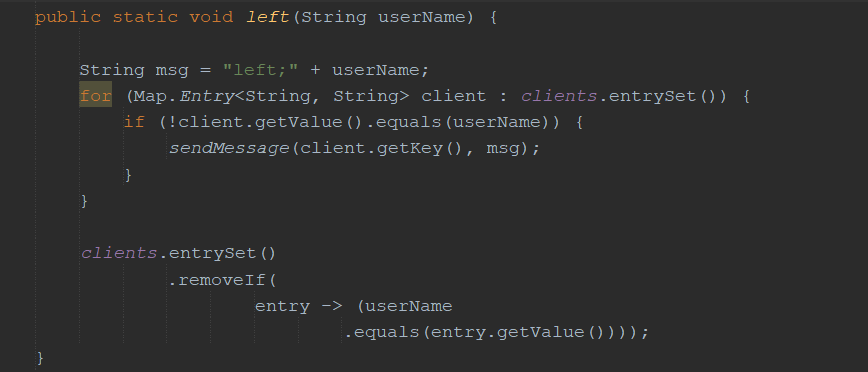 public static void left(String userName) {
String msg = "left;" + userName;
for (Map.Entry<String, String> client : clients.entrySet()) {
if (!client.getValue().equals(userName)) {
sendMessage(client.getKey(), msg);
}
}
clients.entrySet()
.removeIf(
entry -> (userName
.equals(entry.getValue())));
}